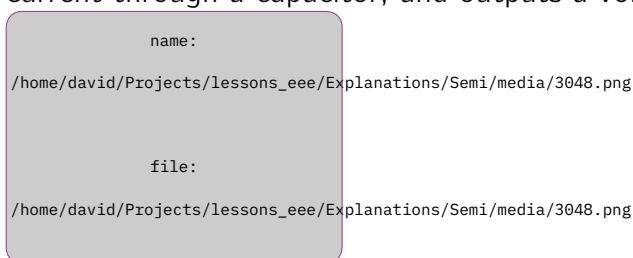 current through a capacitor, and outputs a vol
name:
/home/david/Projects/lessons_eee/Explanations/Semi/media/3048.png
file:
/home/david/Projects/lessons_eee/Explanations/Semi/media/3048.png